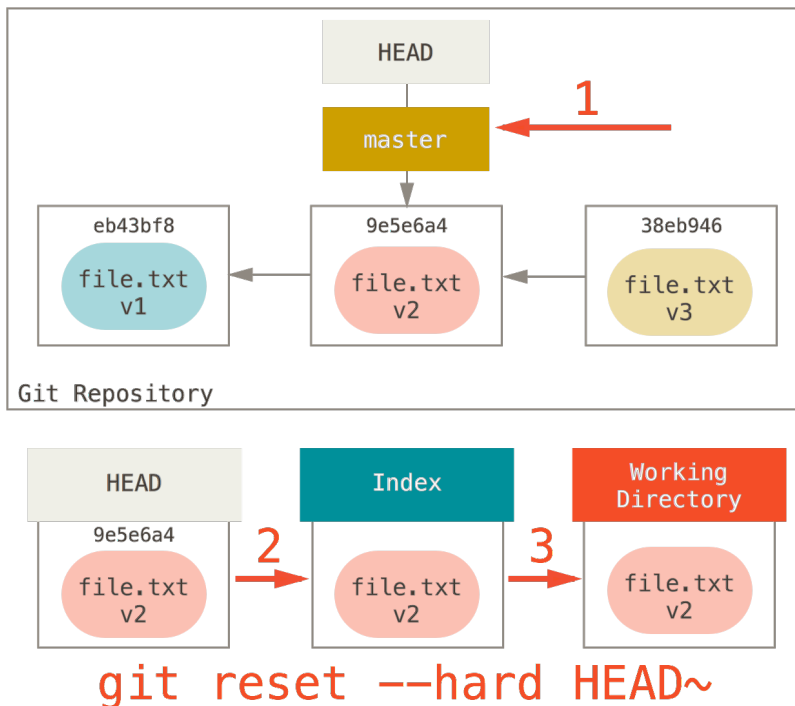 HEAD
1
master
eb43bf8
9e5e6a4
38eb946
file.txt
v1
file.txt
v2
file.txt
v3
Git Repository
HEAD
Index
Working
Directory
9e5e6a4
2
3
file.txt
v2
file.txt
v2
file.txt
v2
git reset --hard HEAD~